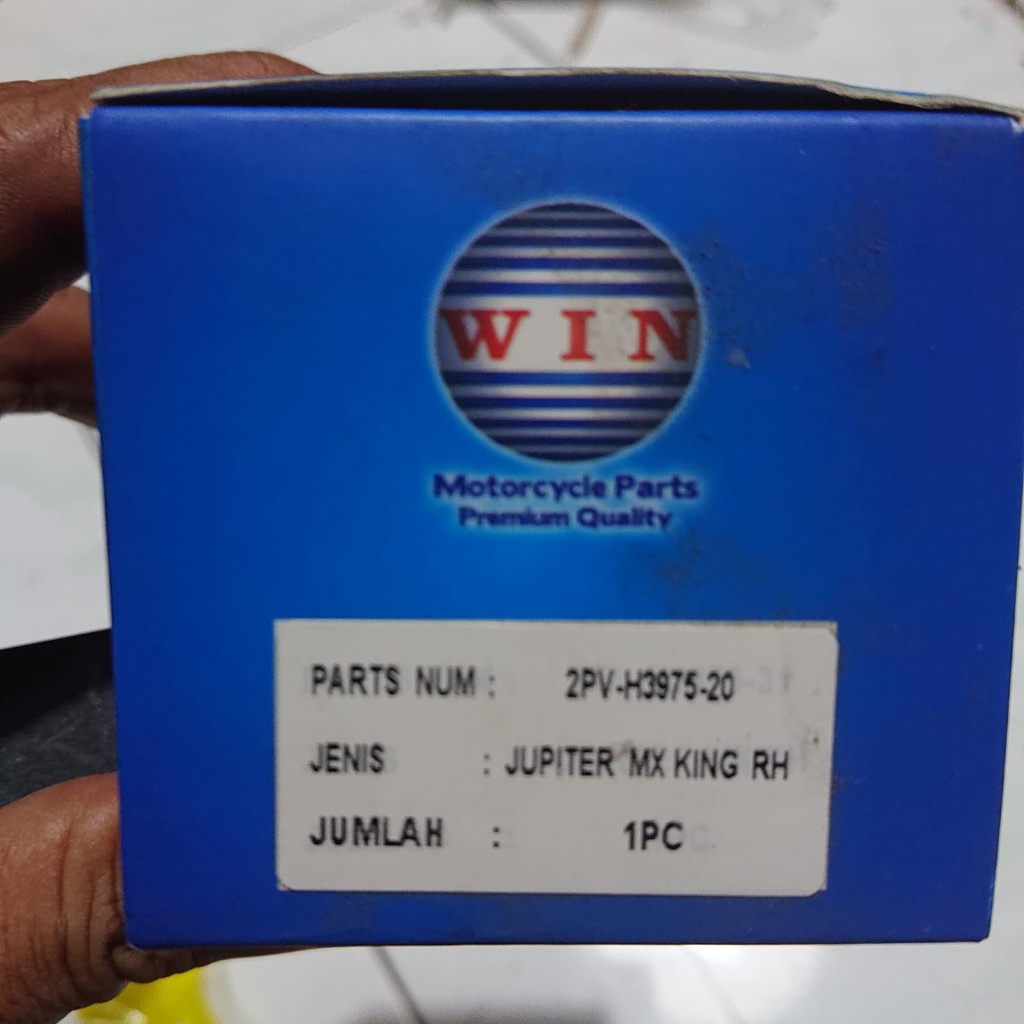 WIN
Motorcycle Parts
Premium Quality
PARTS NUM : 2PV-H3975-20
JENIS : JUPITER MX KING RH
JUMLAH : 1PC